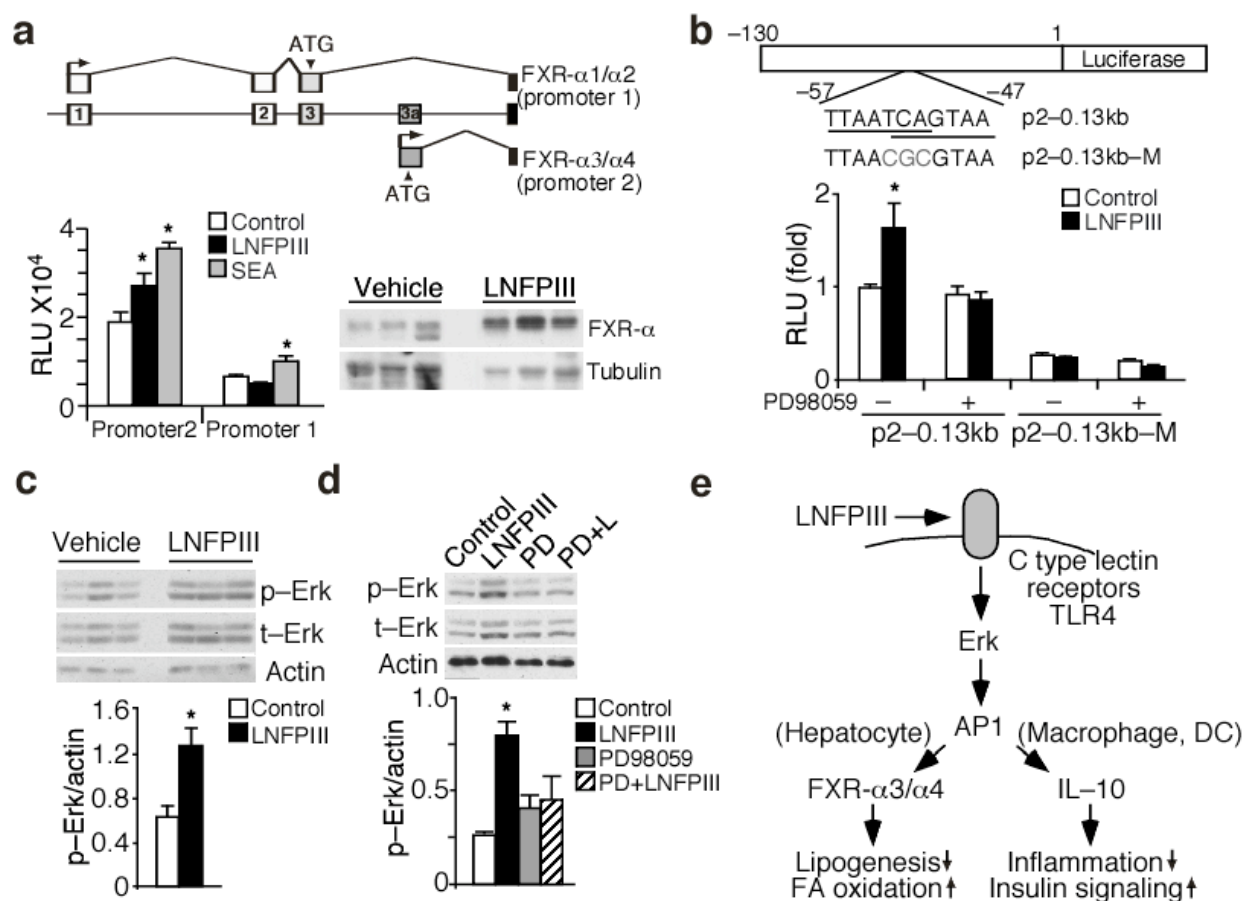 a
ATG
FXR-α1/α2
(promoter 1)
1 2 3 3a
FXR-α3/α4
(promoter 2)
ATG
Control
LNFPIII
SEA
RLU X10⁴
4
2
0
* * *
Promoter2 Promoter 1
Vehicle LNFPIII
FXR-α
Tubulin
b
–130 1
Luciferase
–57 –47
TTAATCAGTAA p2–0.13kb
TTAACGCGTAA p2–0.13kb–M
Control
LNFPIII
RLU (fold)
2
1
0
*
PD98059 – + – +
p2–0.13kb p2–0.13kb–M
c
Vehicle LNFPIII
p–Erk
t–Erk
Actin
Control
LNFPIII
p–Erk/actin
1.6
1.2
0.8
0.4
0
*
d
Control LNFPIII PD PD+L
p–Erk
t–Erk
Actin
Control
LNFPIII
PD98059
PD+LNFPIII
p–Erk/actin
1.0
0.5
0
*
e
LNFPIII
C type lectin
receptors
TLR4
Erk
AP1
(Hepatocyte) (Macrophage, DC)
FXR-α3/α4 IL–10
Lipogenesis Inflammation
FA oxidation Insulin signaling